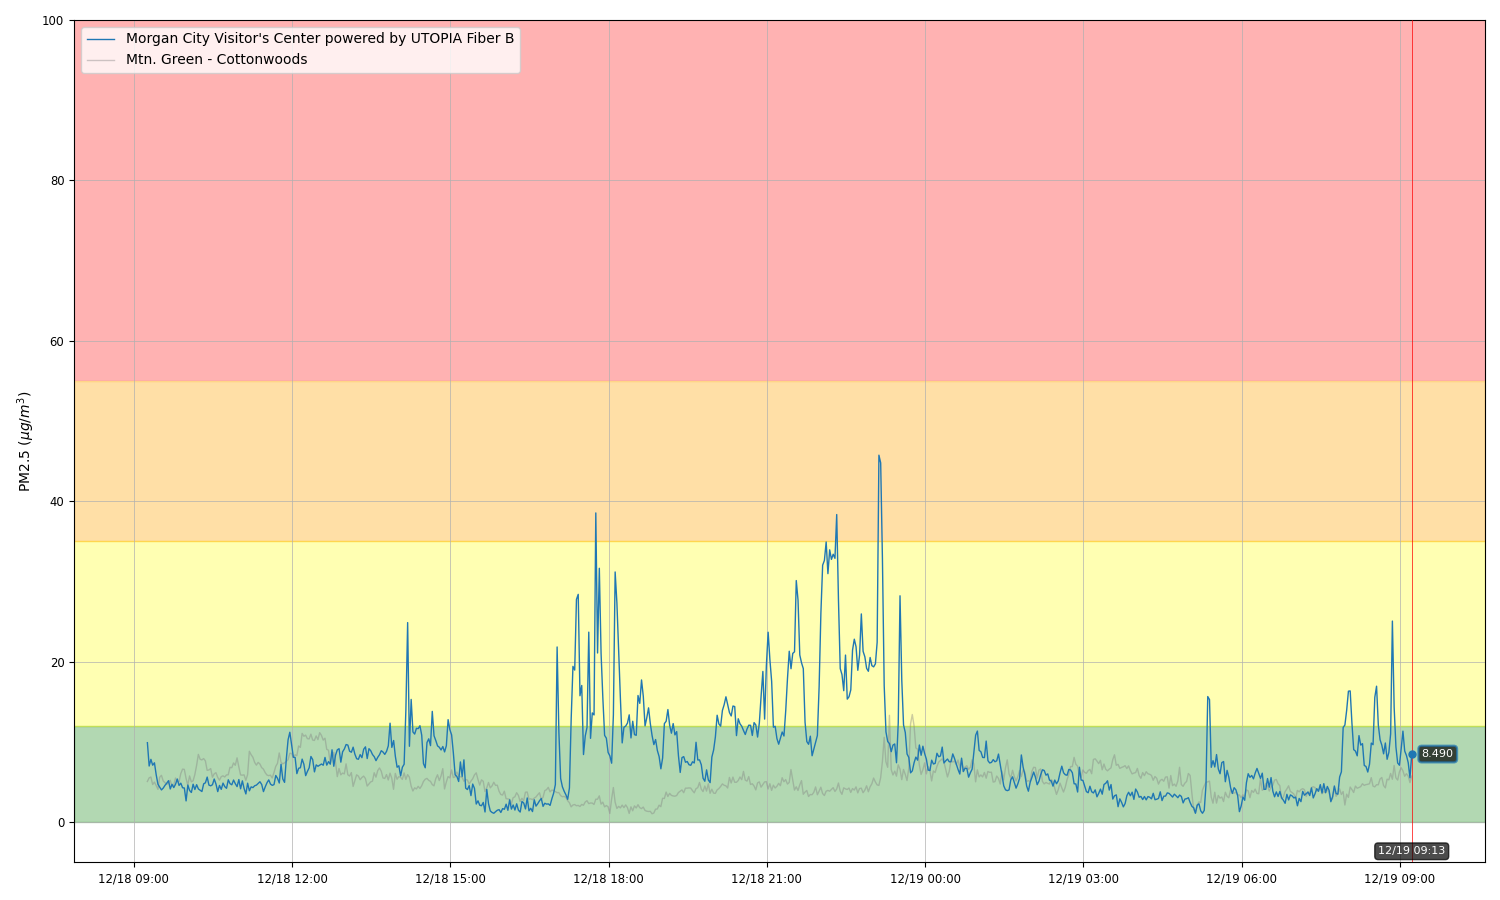 100
Morgan City Visitor's Center powered by UTOPIA Fiber B
Mtn. Green - Cottonwoods
80
60
PM2.5 (μg/m³)
40
20
8.490
0
12/19 09:13
12/18 09:00 12/18 12:00 12/18 15:00 12/18 18:00 12/18 21:00 12/19 00:00 12/19 03:00 12/19 06:00 12/19 09:00